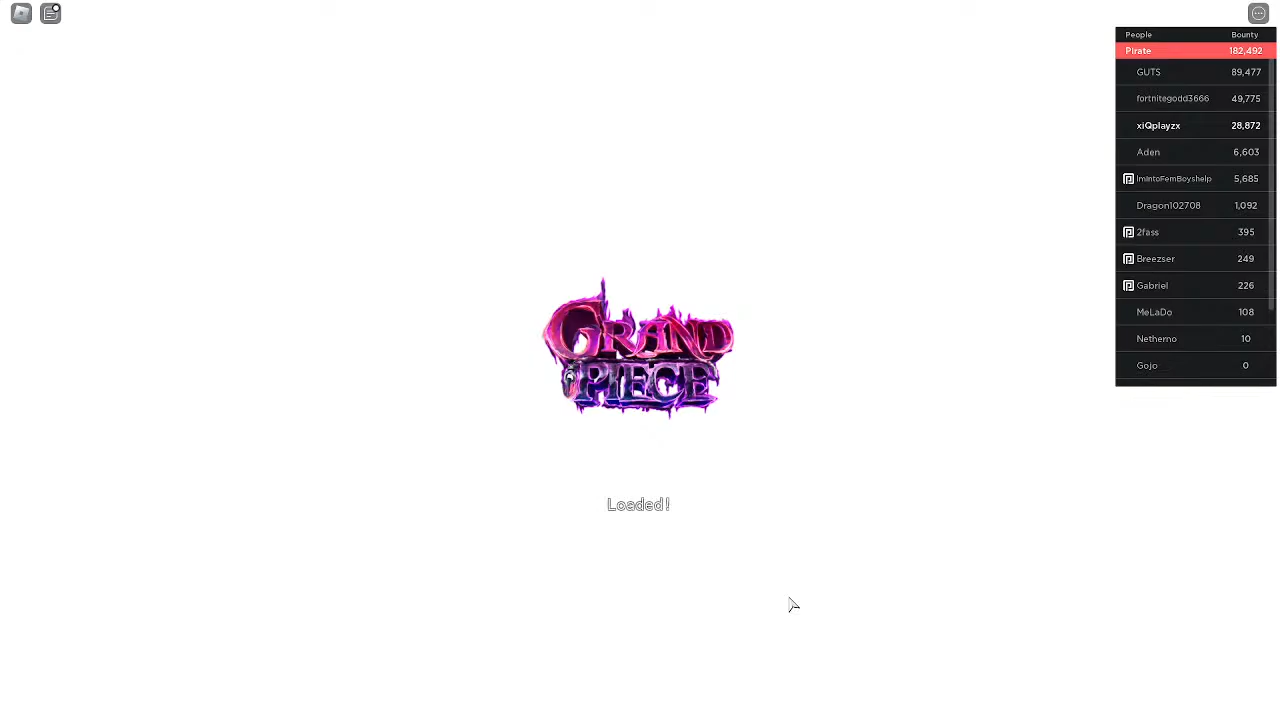 People Bounty
Pirate 182,492
GUTS 89,477
fortnitegodd3666 49,775
xiQplayzx 28,872
Aden 6,603
ImIntoFemBoyshelp 5,685
Dragon102708 1,092
2fass 395
Breezser 249
Gabriel 226
MeLaDo 108
Netherno 10
Gojo 0
GRAND
PIECE
Loaded!